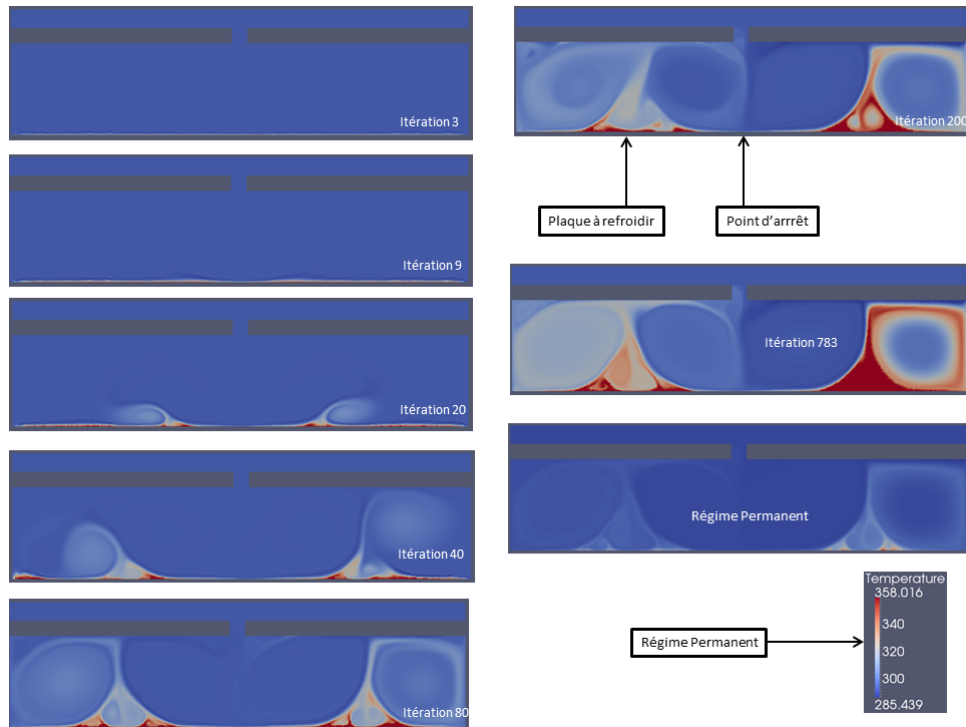 Itération 3
Itération 9
Itération 20
Itération 40
Itération 80
Itération 200
Plaque à refroidir
Point d'arrrêt
Itération 783
Régime Permanent
Régime Permanent
Temperature
358.016
340
320
300
285.439